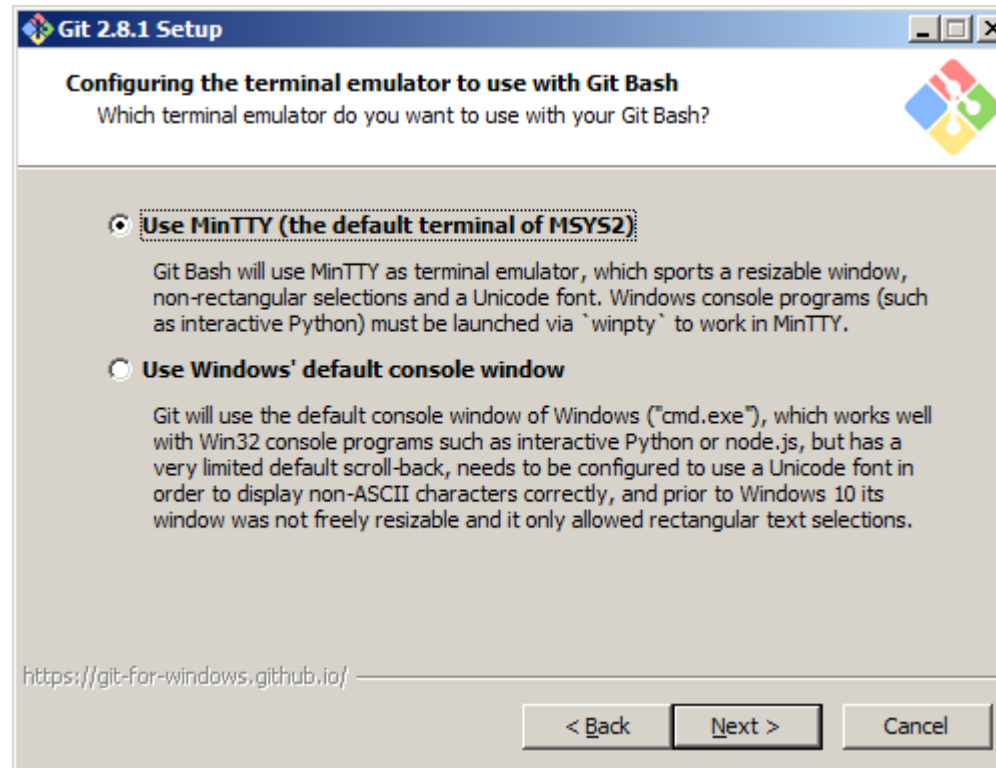 Git 2.8.1 Setup
Configuring the terminal emulator to use with Git Bash
Which terminal emulator do you want to use with your Git Bash?
Use MinTTY (the default terminal of MSYS2)
Git Bash will use MinTTY as terminal emulator, which sports a resizable window,
non-rectangular selections and a Unicode font. Windows console programs (such
as interactive Python) must be launched via `winpty` to work in MinTTY.
Use Windows' default console window
Git will use the default console window of Windows ("cmd.exe"), which works well
with Win32 console programs such as interactive Python or node.js, but has a
very limited default scroll-back, needs to be configured to use a Unicode font in
order to display non-ASCII characters correctly, and prior to Windows 10 its
window was not freely resizable and it only allowed rectangular text selections.
https://git-for-windows.github.io/
< Back
Next >
Cancel